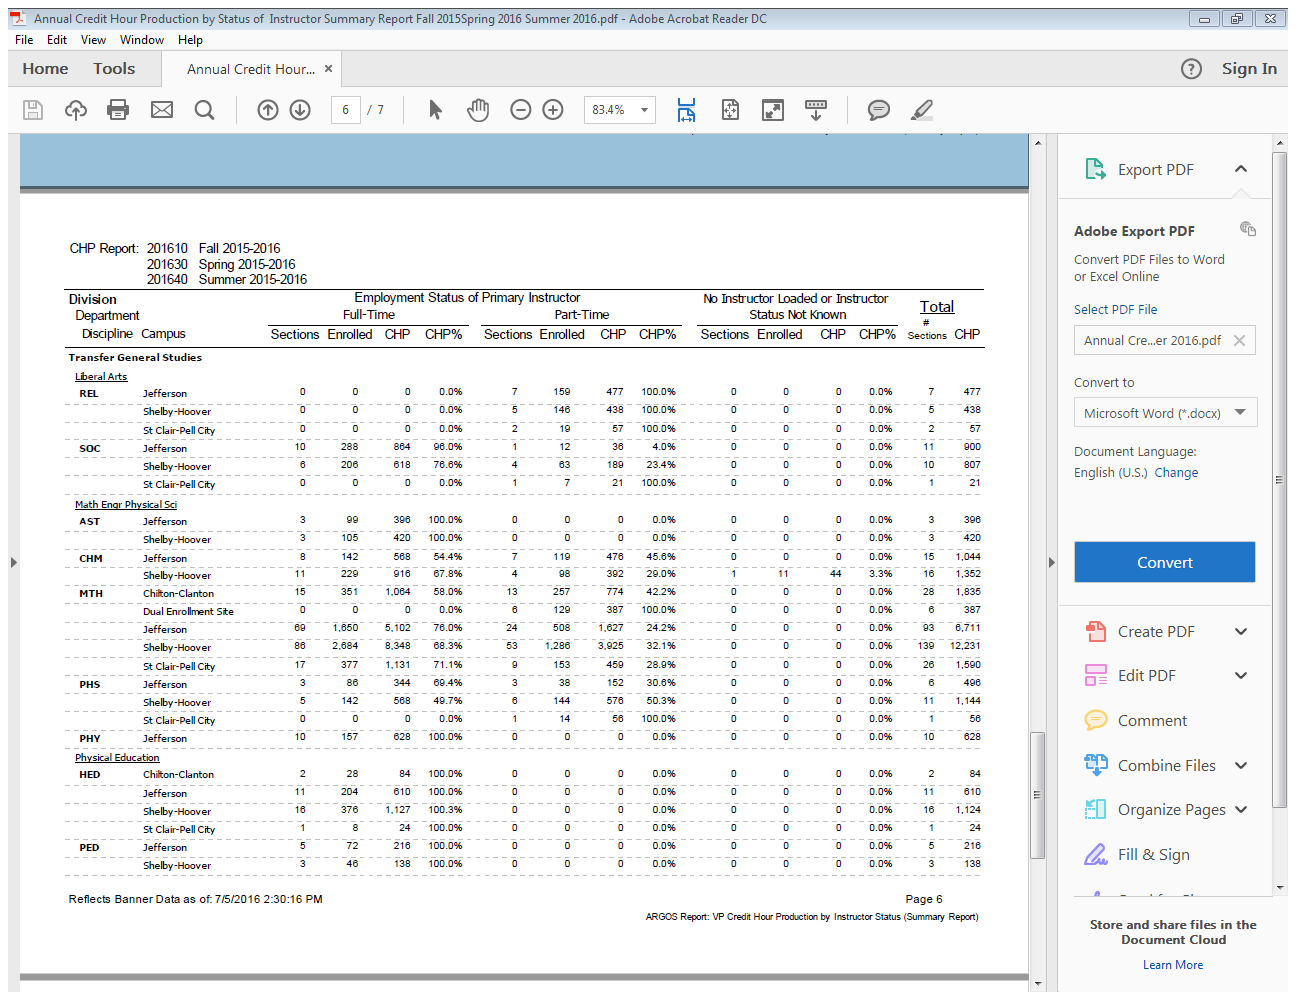 Annual Credit Hour Production by Status of Instructor Summary Report Fall 2015Spring 2016 Summer 2016.pdf - Adobe Acrobat Reader DC
File Edit View Window Help
Home Tools Annual Credit Hour... × ? Sign In
6 / 7 83.4%
CHP Report: 201610 Fall 2015-2016
201630 Spring 2015-2016
201640 Summer 2015-2016
Division Employment Status of Primary Instructor No Instructor Loaded or Instructor Total
Department Full-Time Part-Time Status Not Known #
Discipline Campus Sections Enrolled CHP CHP% Sections Enrolled CHP CHP% Sections Enrolled CHP CHP% Sections CHP
Transfer General Studies
Liberal Arts
REL Jefferson 0 0 0 0.0% 7 159 477 100.0% 0 0 0 0.0% 7 477
Shelby-Hoover 0 0 0 0.0% 5 146 438 100.0% 0 0 0 0.0% 5 438
St Clair-Pell City 0 0 0 0.0% 2 19 57 100.0% 0 0 0 0.0% 2 57
SOC Jefferson 10 288 864 96.0% 1 12 36 4.0% 0 0 0 0.0% 11 900
Shelby-Hoover 6 206 618 76.6% 4 63 189 23.4% 0 0 0 0.0% 10 807
St Clair-Pell City 0 0 0 0.0% 1 7 21 100.0% 0 0 0 0.0% 1 21
Math Engr Physical Sci
AST Jefferson 3 99 396 100.0% 0 0 0 0.0% 0 0 0 0.0% 3 396
Shelby-Hoover 3 105 420 100.0% 0 0 0 0.0% 0 0 0 0.0% 3 420
CHM Jefferson 8 142 568 54.4% 7 119 476 45.6% 0 0 0 0.0% 15 1,044
Shelby-Hoover 11 229 916 67.8% 4 98 392 29.0% 1 11 44 3.3% 16 1,352
MTH Chilton-Clanton 15 351 1,064 58.0% 13 257 774 42.2% 0 0 0 0.0% 28 1,835
Dual Enrollment Site 0 0 0 0.0% 6 129 387 100.0% 0 0 0 0.0% 6 387
Jefferson 69 1,650 5,102 76.0% 24 508 1,627 24.2% 0 0 0 0.0% 93 6,711
Shelby-Hoover 86 2,684 8,348 68.3% 53 1,286 3,925 32.1% 0 0 0 0.0% 139 12,231
St Clair-Pell City 17 377 1,131 71.1% 9 153 459 28.9% 0 0 0 0.0% 26 1,590
PHS Jefferson 3 86 344 69.4% 3 38 152 30.6% 0 0 0 0.0% 6 496
Shelby-Hoover 5 142 568 49.7% 6 144 576 50.3% 0 0 0 0.0% 11 1,144
St Clair-Pell City 0 0 0 0.0% 1 14 56 100.0% 0 0 0 0.0% 1 56
PHY Jefferson 10 157 628 100.0% 0 0 0 0.0% 0 0 0 0.0% 10 628
Physical Education
HED Chilton-Clanton 2 28 84 100.0% 0 0 0 0.0% 0 0 0 0.0% 2 84
Jefferson 11 204 610 100.0% 0 0 0 0.0% 0 0 0 0.0% 11 610
Shelby-Hoover 16 376 1,127 100.3% 0 0 0 0.0% 0 0 0 0.0% 16 1,124
St Clair-Pell City 1 8 24 100.0% 0 0 0 0.0% 0 0 0 0.0% 1 24
PED Jefferson 5 72 216 100.0% 0 0 0 0.0% 0 0 0 0.0% 5 216
Shelby-Hoover 3 46 138 100.0% 0 0 0 0.0% 0 0 0 0.0% 3 138
Reflects Banner Data as of: 7/5/2016 2:30:16 PM Page 6
ARGOS Report: VP Credit Hour Production by Instructor Status (Summary Report)
Export PDF
Adobe Export PDF
Convert PDF Files to Word
or Excel Online
Select PDF File
Annual Cre...er 2016.pdf
Convert to
Microsoft Word (*.docx)
Document Language:
English (U.S.) Change
Convert
Create PDF
Edit PDF
Comment
Combine Files
Organize Pages
Fill & Sign
Store and share files in the
Document Cloud
Learn More